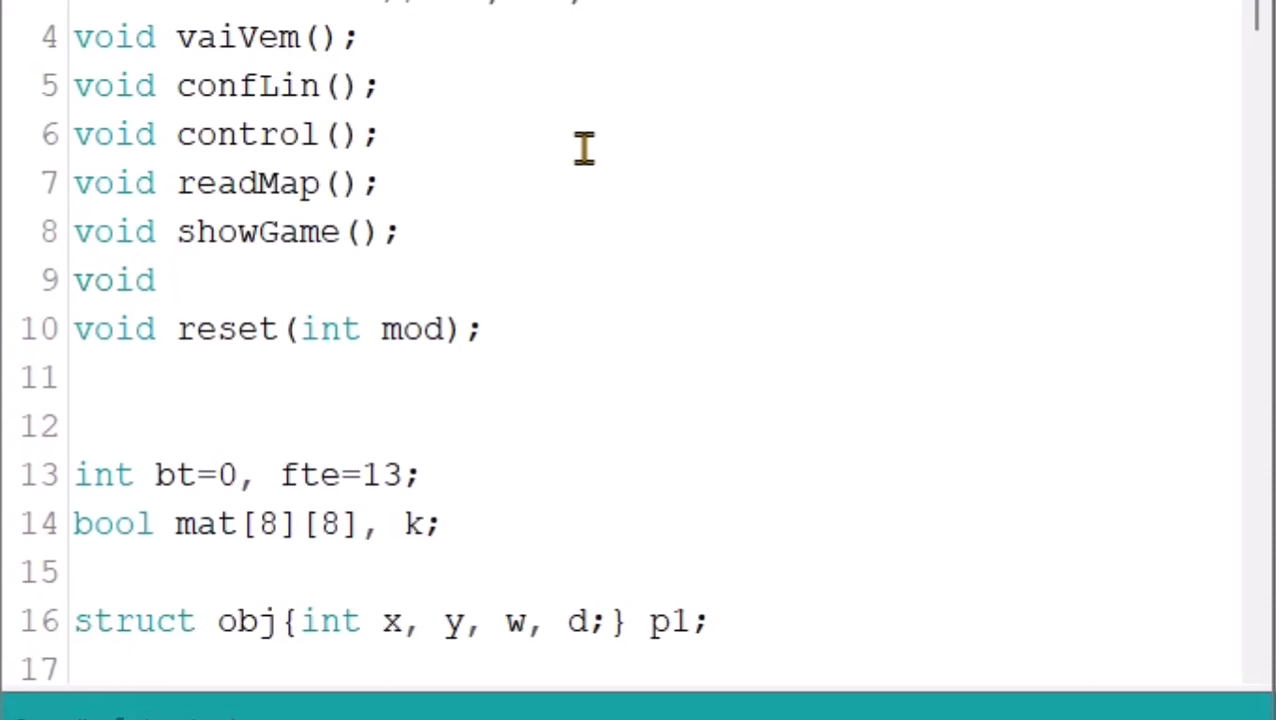 4 void vaiVem();
5 void confLin();
6 void control();
7 void readMap();
8 void showGame();
9 void
10 void reset(int mod);
11
12
13 int bt=0, fte=13;
14 bool mat[8][8], k;
15
16 struct obj{int x, y, w, d;} p1;
17